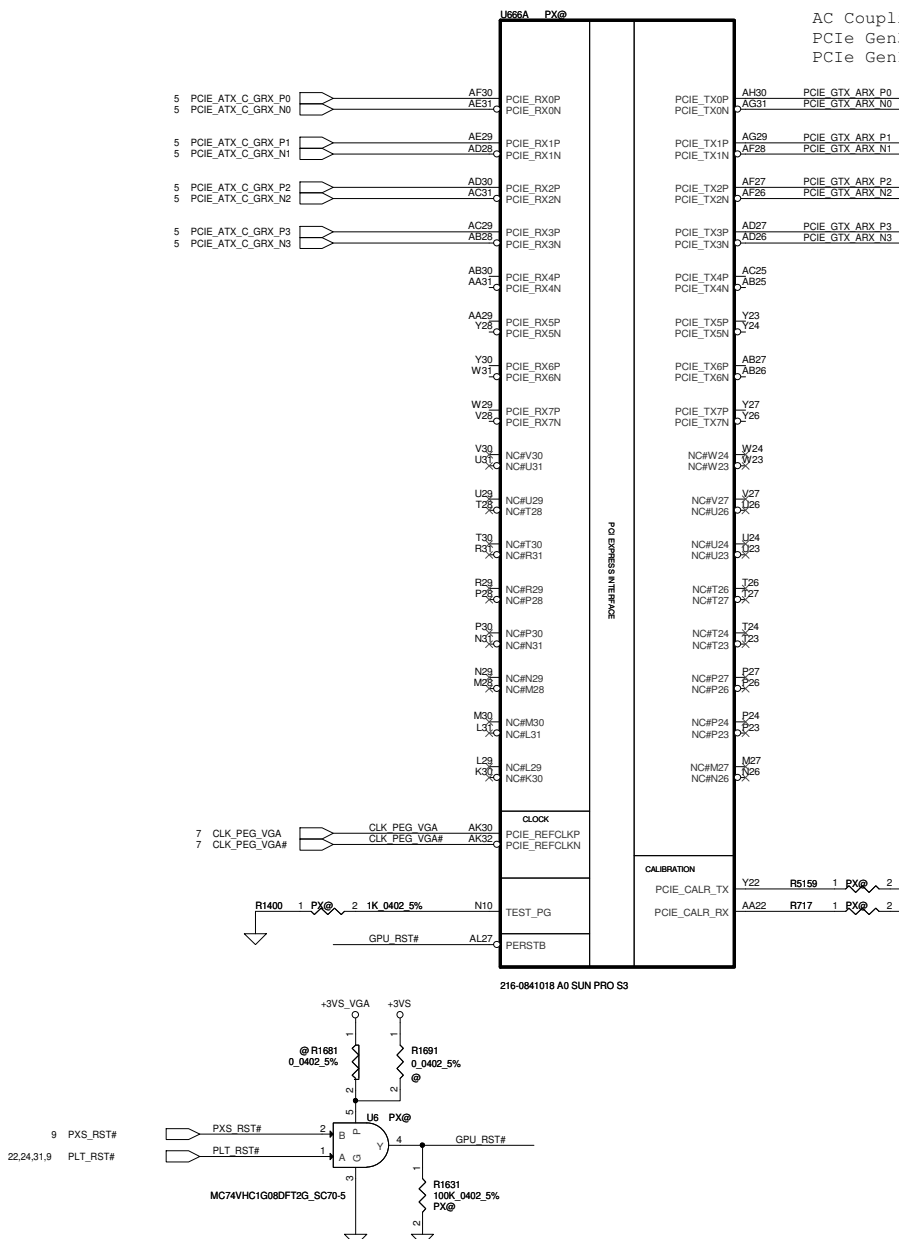 U666A PX@
AC Coupl
PCIe Gen
PCIe Gen
5 PCIE_ATX_C_GRX_P0 AF30 PCIE_RX0P PCIE_TX0P AH30 PCIE_GTX_ARX_P0
5 PCIE_ATX_C_GRX_N0 AE31 PCIE_RX0N PCIE_TX0N AG31 PCIE_GTX_ARX_N0
5 PCIE_ATX_C_GRX_P1 AE29 PCIE_RX1P PCIE_TX1P AG29 PCIE_GTX_ARX_P1
5 PCIE_ATX_C_GRX_N1 AD28 PCIE_RX1N PCIE_TX1N AF28 PCIE_GTX_ARX_N1
5 PCIE_ATX_C_GRX_P2 AD30 PCIE_RX2P PCIE_TX2P AF27 PCIE_GTX_ARX_P2
5 PCIE_ATX_C_GRX_N2 AC31 PCIE_RX2N PCIE_TX2N AF26 PCIE_GTX_ARX_N2
5 PCIE_ATX_C_GRX_P3 AC29 PCIE_RX3P PCIE_TX3P AD27 PCIE_GTX_ARX_P3
5 PCIE_ATX_C_GRX_N3 AB28 PCIE_RX3N PCIE_TX3N AD26 PCIE_GTX_ARX_N3
AB30 PCIE_RX4P PCIE_TX4P AC25
AA31 PCIE_RX4N PCIE_TX4N AB25
AA29 PCIE_RX5P PCIE_TX5P Y23
Y28 PCIE_RX5N PCIE_TX5N Y24
Y30 PCIE_RX6P PCIE_TX6P AB27
W31 PCIE_RX6N PCIE_TX6N AB26
W29 PCIE_RX7P PCIE_TX7P Y27
V28 PCIE_RX7N PCIE_TX7N Y26
V30 NC#V30 NC#W24 W24
U31 NC#U31 NC#W23 W23
U29 NC#U29 NC#V27 V27
T28 NC#T28 NC#U26 U26
PCI EXPRESS INTERFACE
T30 NC#T30 NC#U24 U24
R31 NC#R31 NC#U23 U23
R29 NC#R29 NC#T26 T26
P28 NC#P28 NC#T27 T27
P30 NC#P30 NC#T24 T24
N31 NC#N31 NC#T23 T23
N29 NC#N29 NC#P27 P27
M28 NC#M28 NC#P26 P26
M30 NC#M30 NC#P24 P24
L31 NC#L31 NC#P23 P23
L29 NC#L29 NC#M27 M27
K30 NC#K30 NC#N26 N26
CLOCK
7 CLK_PEG_VGA CLK_PEG_VGA AK30 PCIE_REFCLKP
7 CLK_PEG_VGA# CLK_PEG_VGA# AK32 PCIE_REFCLKN
CALIBRATION
PCIE_CALR_TX Y22 R5159 1 PX@ 2
R1400 1 PX@ 2 1K_0402_5% N10 TEST_PG PCIE_CALR_RX AA22 R717 1 PX@ 2
GPU_RST# AL27 PERSTB
216-0841018 A0 SUN PRO S3
+3VS_VGA +3VS
1 1
@ R1681 R1691
0_0402_5% 0_0402_5%
@
2 2
5 U6 PX@
9 PXS_RST# PXS_RST# 2 B P
Y 4 GPU_RST#
22,24,31,9 PLT_RST# PLT_RST# 1 A G
3 1
R1631
MC74VHC1G08DFT2G_SC70-5 100K_0402_5%
PX@
2